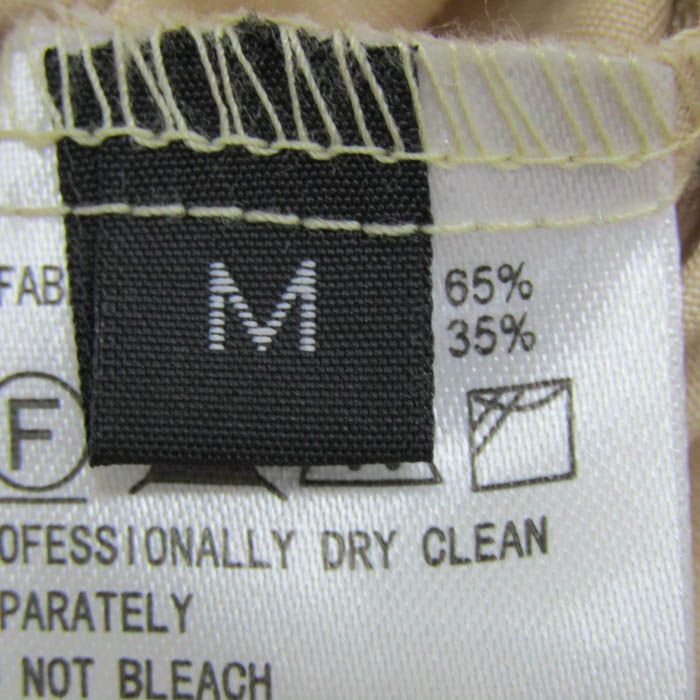 M
FAB 65%
35%
F
OFESSIONALLY DRY CLEAN
PARATELY
NOT BLEACH